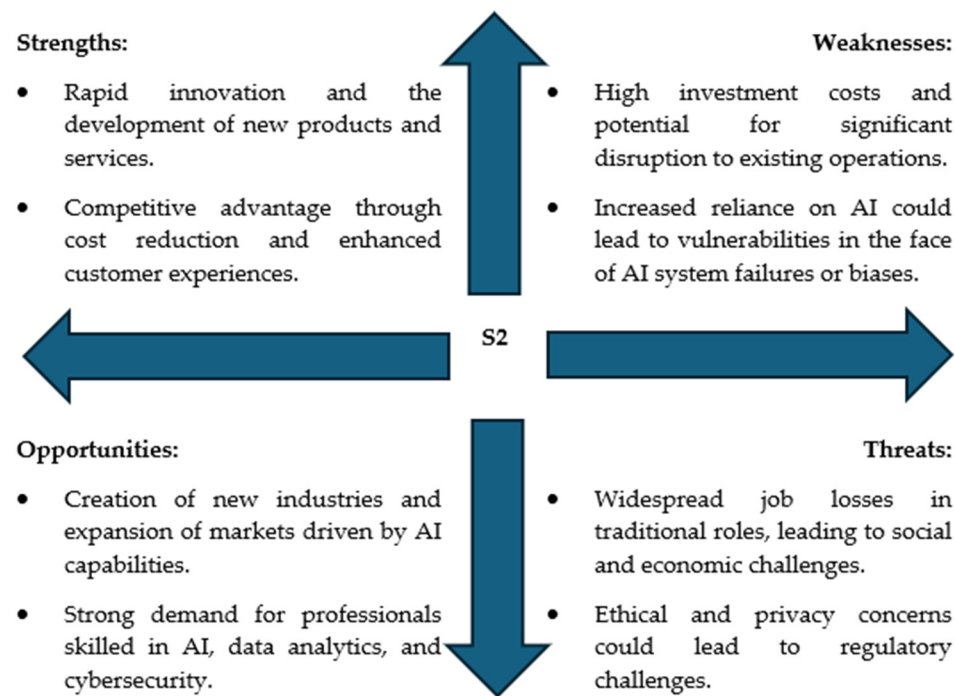 Strengths:
• Rapid innovation and the
development of new products and
services.
• Competitive advantage through
cost reduction and enhanced
customer experiences.
Weaknesses:
• High investment costs and
potential for significant
disruption to existing operations.
• Increased reliance on AI could
lead to vulnerabilities in the face
of AI system failures or biases.
S2
Opportunities:
• Creation of new industries and
expansion of markets driven by AI
capabilities.
• Strong demand for professionals
skilled in AI, data analytics, and
cybersecurity.
Threats:
• Widespread job losses in
traditional roles, leading to social
and economic challenges.
• Ethical and privacy concerns
could lead to regulatory
challenges.